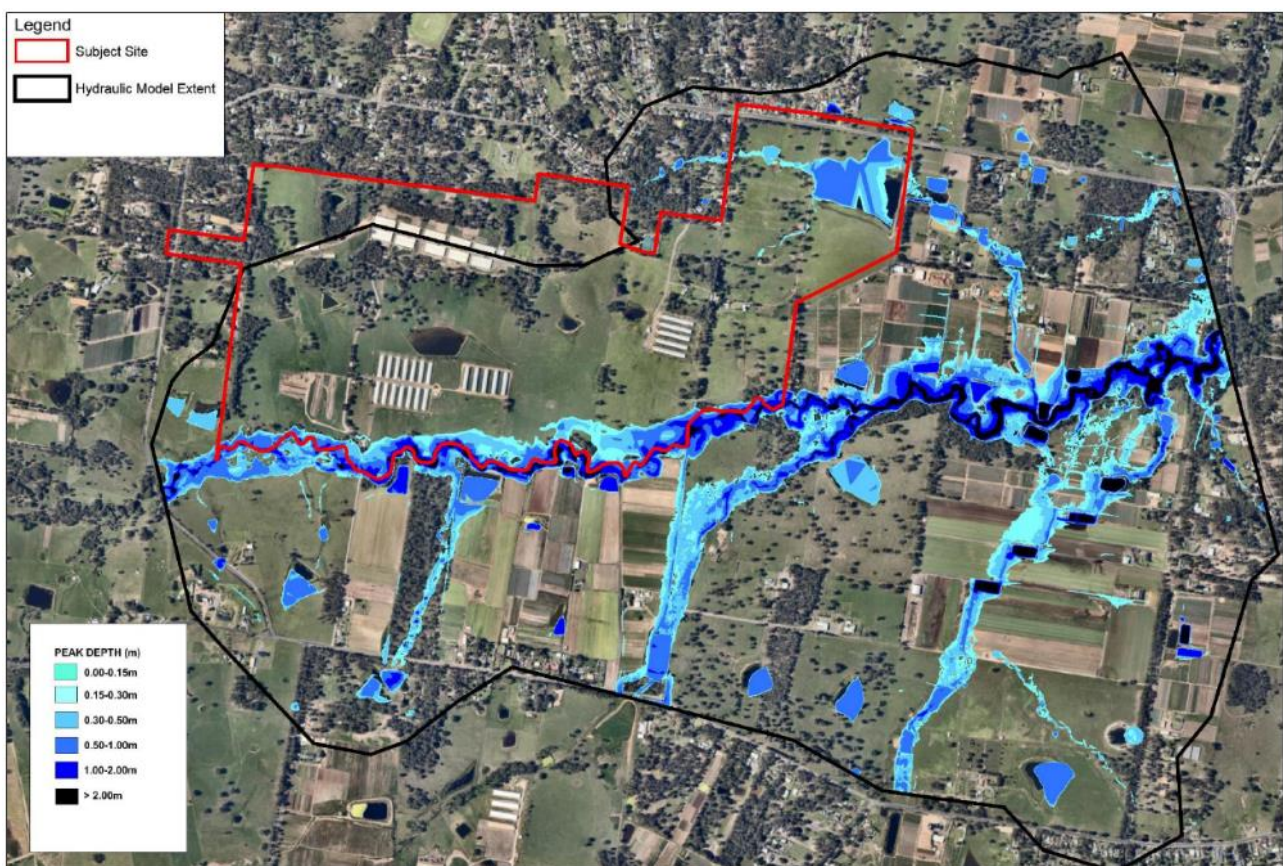 Legend
Subject Site
Hydraulic Model Extent
PEAK DEPTH (m)
0.00-0.15m
0.15-0.30m
0.30-0.50m
0.50-1.00m
1.00-2.00m
> 2.00m